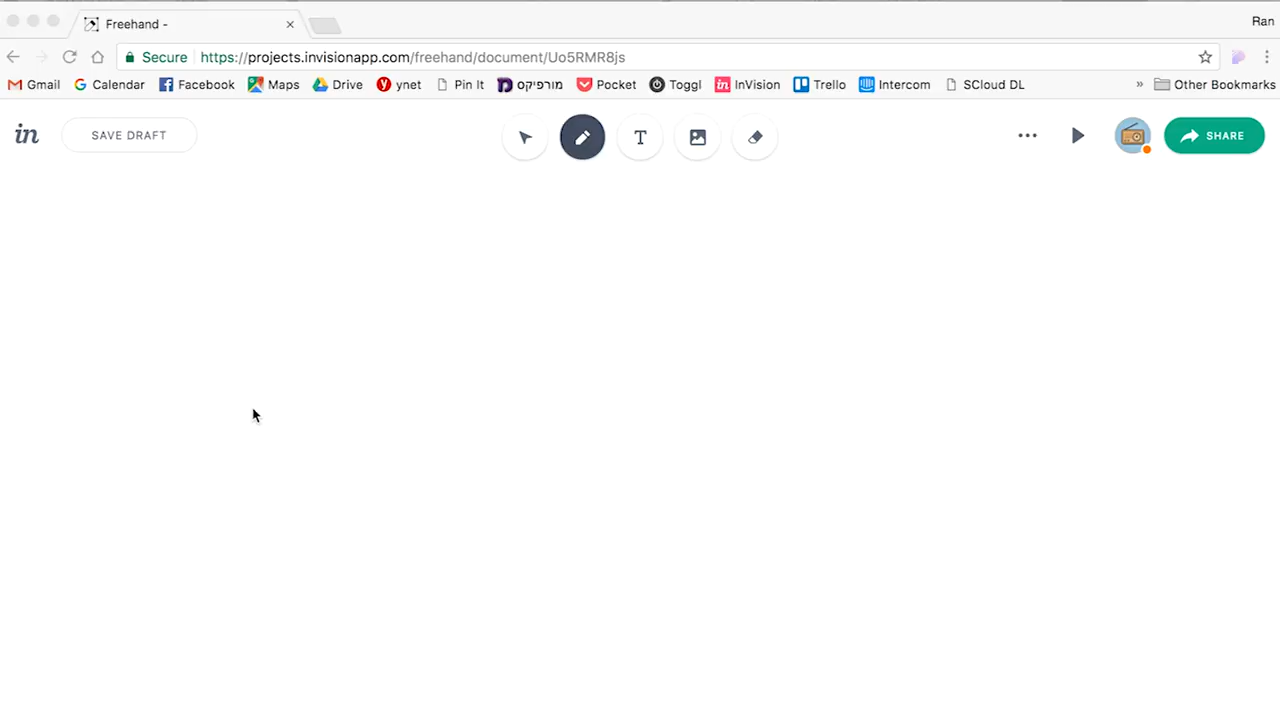 Freehand -
Ran
Secure https://projects.invisionapp.com/freehand/document/Uo5RMR8js
Gmail Calendar Facebook Maps Drive ynet Pin It מורפיקס Pocket Toggl InVision Trello Intercom SCloud DL » Other Bookmarks
in SAVE DRAFT T SHARE